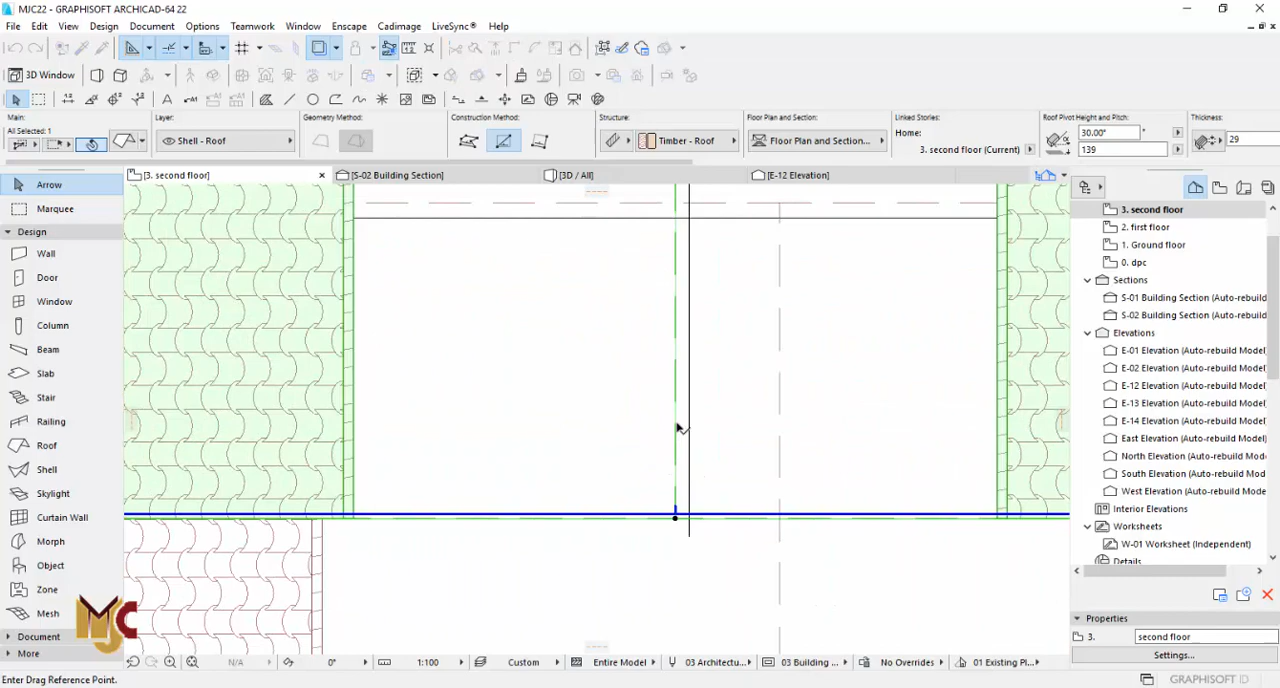 MJC22 - GRAPHISOFT ARCHICAD-64 22
File Edit View Design Document Options Teamwork Window Enscape Cadimage LiveSync® Help
3D Window
Main: Layer: Geometry Method: Structure: Floor Plan and Section: Linked Stories: Roof Pivot Height and Pitch: Thickness:
All Selected: 1
Shell - Roof
Timber - Roof
Floor Plan and Section...
Home:
3. second floor (Current)
30.00°
139
29
[3. second floor]
[S-02 Building Section]
[3D / All]
[E-12 Elevation]
Arrow
Marquee
Design
Wall
Door
Window
Column
Beam
Slab
Stair
Railing
Roof
Shell
Skylight
Curtain Wall
Morph
Object
Zone
Mesh
Document
More
MJC
3. second floor
2. first floor
1. Ground floor
0. dpc
Sections
S-01 Building Section (Auto-rebuild
S-02 Building Section (Auto-rebuild
Elevations
E-01 Elevation (Auto-rebuild Model)
E-02 Elevation (Auto-rebuild Model)
E-12 Elevation (Auto-rebuild Model)
E-13 Elevation (Auto-rebuild Model)
E-14 Elevation (Auto-rebuild Model)
East Elevation (Auto-rebuild Mode
North Elevation (Auto-rebuild Mod
South Elevation (Auto-rebuild Mod
West Elevation (Auto-rebuild Mode
Interior Elevations
Worksheets
W-01 Worksheet (Independent)
Details
Properties
3. second floor
Settings...
N/A 0° 1:100 Custom Entire Model 03 Architectu... 03 Building ... No Overrides 01 Existing Pl...
Enter Drag Reference Point.
GRAPHISOFT ID